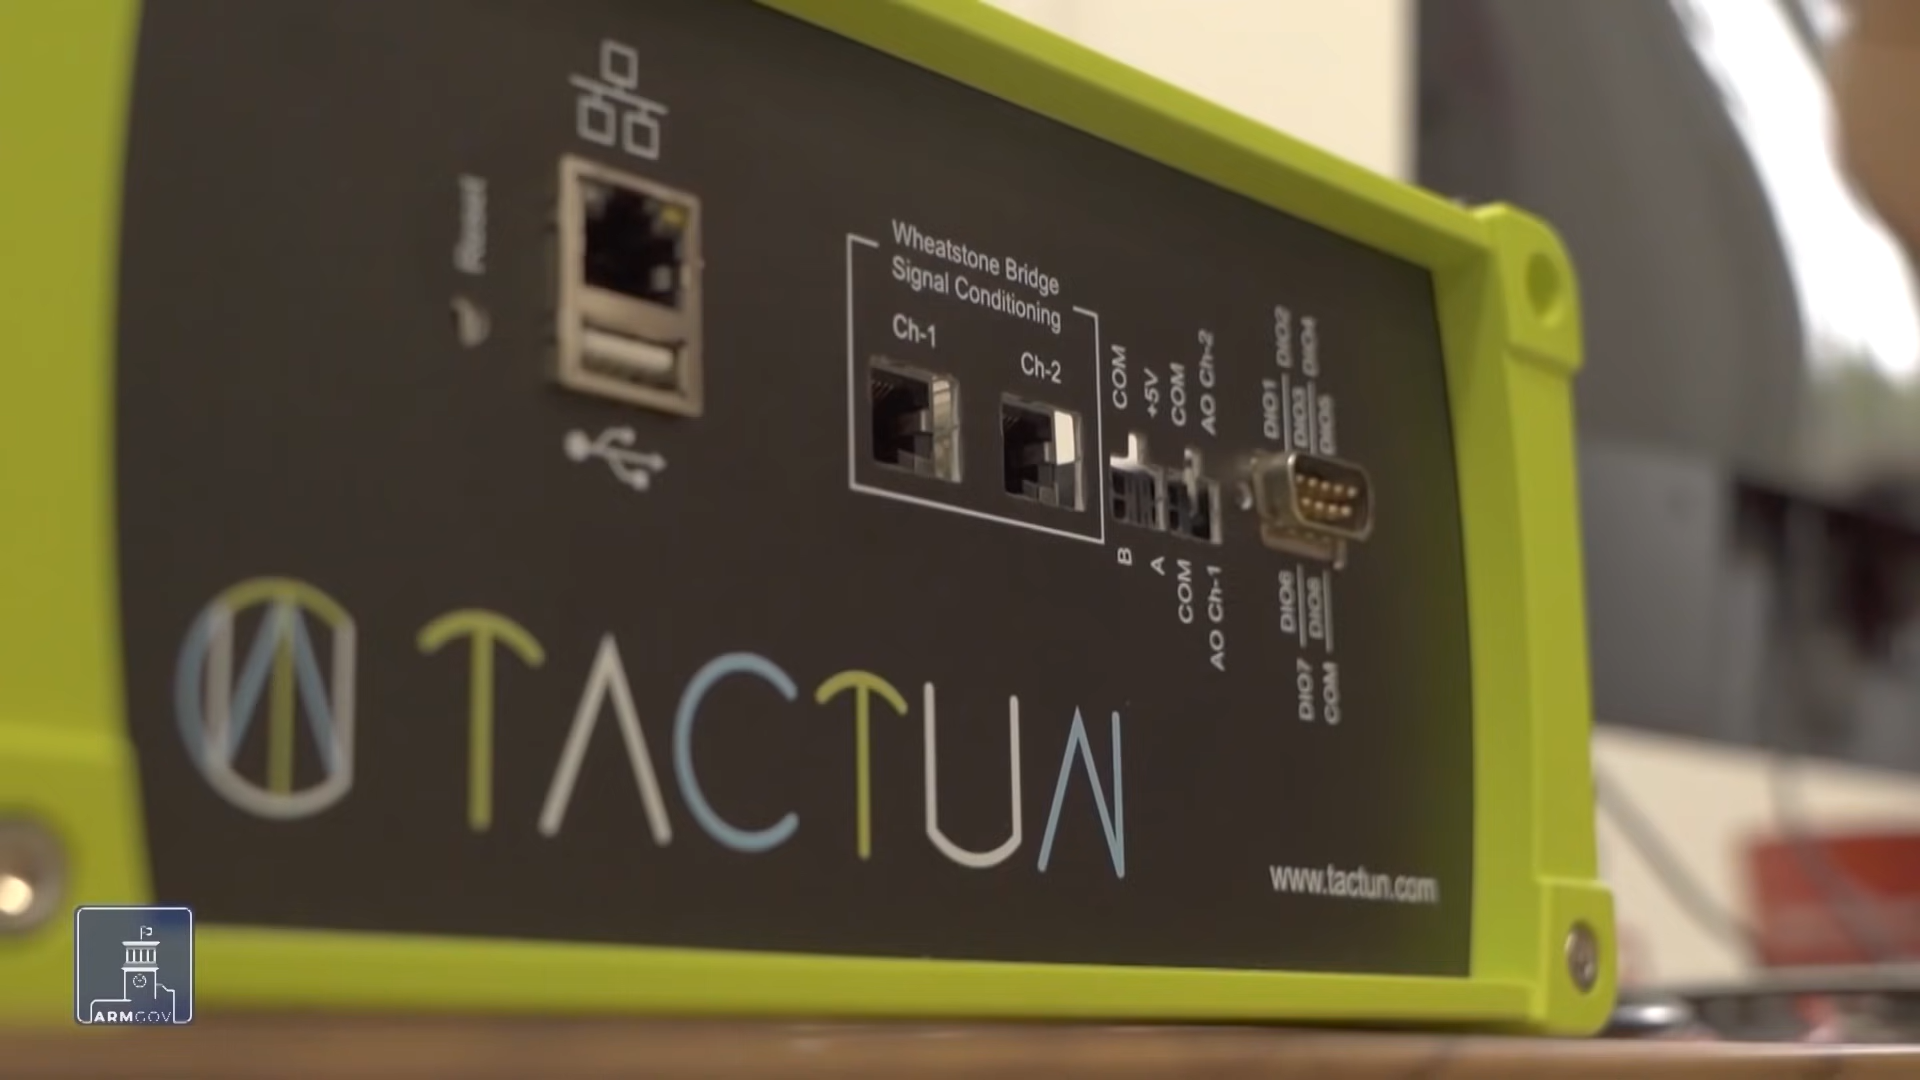 Reset
Wheatstone Bridge
Signal Conditioning
Ch-1
Ch-2
COM
+5V
COM
AO Ch-2
DIO1
DIO2
DIO3
DIO4
DIO5
B
A
COM
AO Ch-1
DIO6
DIO7
DIO8
COM
TACTUN
www.tactun.com
ARMGOV